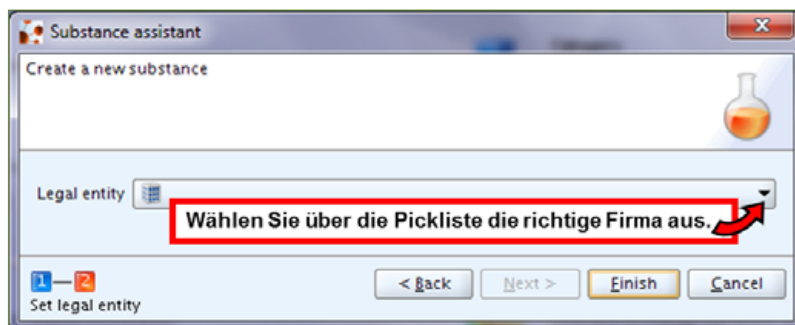 Substance assistant
Create a new substance
Legal entity
Wählen Sie über die Pickliste die richtige Firma aus.
1 2
Set legal entity
< Back Next > Finish Cancel